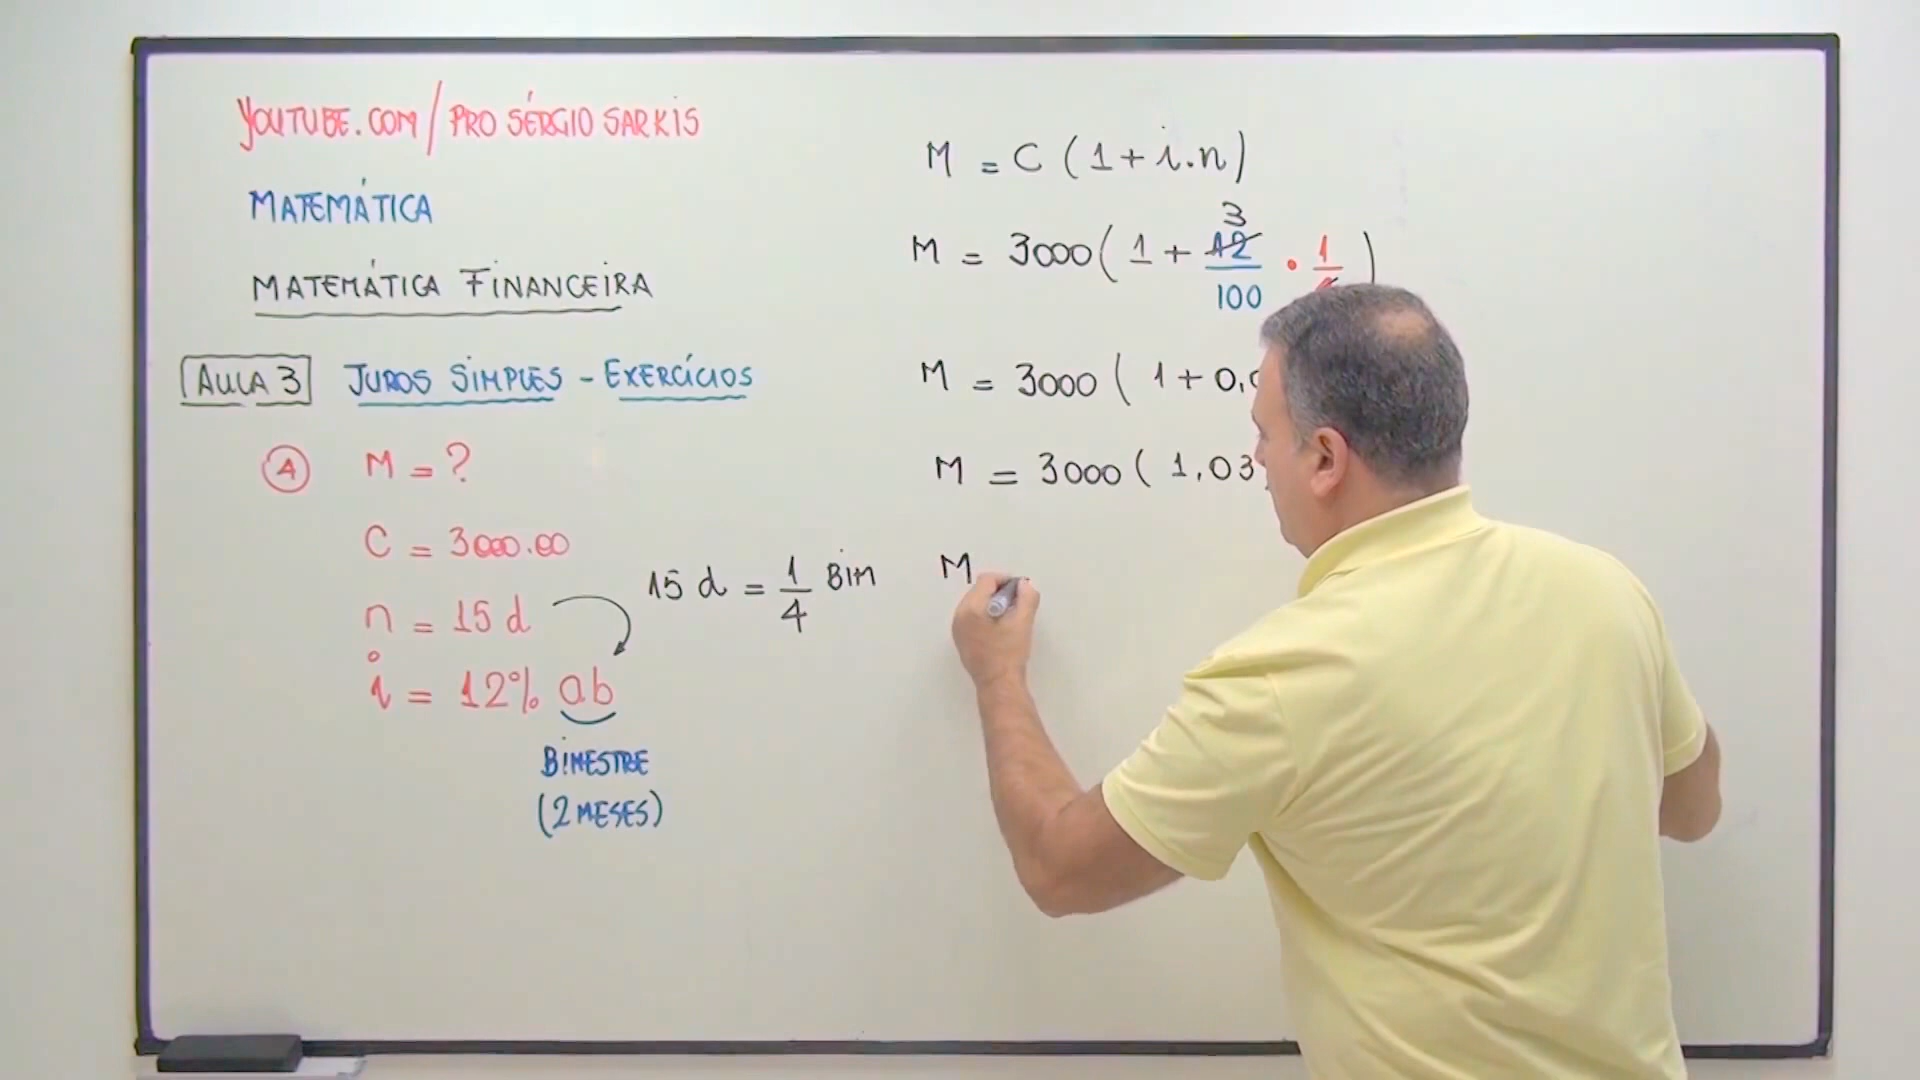 YOUTUBE.COM/PRO SÉRGIO SARKIS
MATEMÁTICA
MATEMÁTICA FINANCEIRA
AULA 3 JUROS SIMPLES - EXERCÍCIOS
4 M = ?
C = 3000.00
n = 15 d
i = 12% ab
BIMESTRE
(2 MESES)
15 d = 1/4 BIM
M = C (1 + i.n)
3
M = 3000 ( 1 + 12/100 . 1/4 )
M = 3000 ( 1 + 0,0
M = 3000 ( 1,03
M